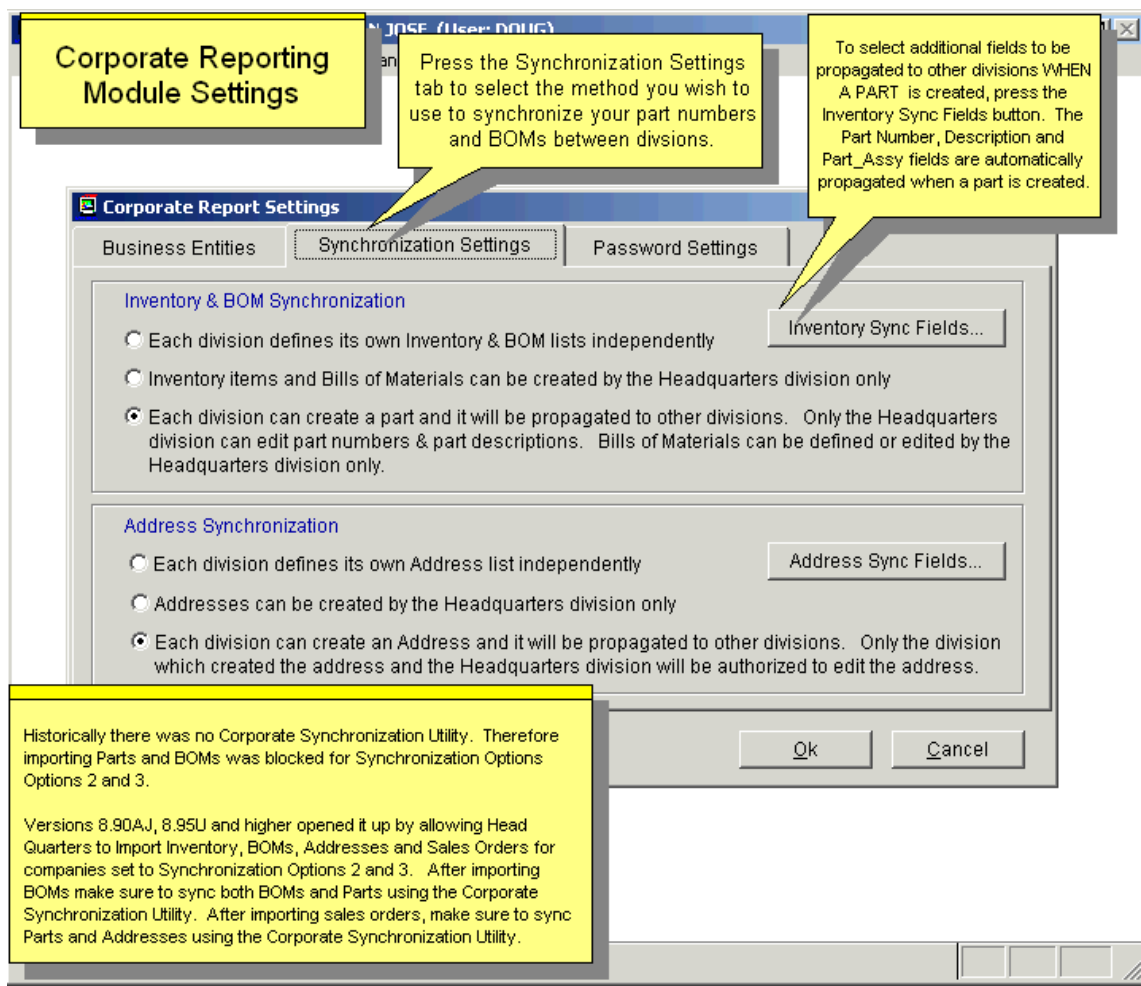 N JOSE (User: DOUG)
Corporate Reporting
Module Settings
Press the Synchronization Settings
tab to select the method you wish to
use to synchronize your part numbers
and BOMs between divsions.
To select additional fields to be
propagated to other divisions WHEN
A PART is created, press the
Inventory Sync Fields button. The
Part Number, Description and
Part_Assy fields are automatically
propagated when a part is created.
Corporate Report Settings
Business Entities
Synchronization Settings
Password Settings
Inventory & BOM Synchronization
Inventory Sync Fields...
Each division defines its own Inventory & BOM lists independently
Inventory items and Bills of Materials can be created by the Headquarters division only
Each division can create a part and it will be propagated to other divisions. Only the Headquarters
division can edit part numbers & part descriptions. Bills of Materials can be defined or edited by the
Headquarters division only.
Address Synchronization
Each division defines its own Address list independently
Address Sync Fields...
Addresses can be created by the Headquarters division only
Each division can create an Address and it will be propagated to other divisions. Only the division
which created the address and the Headquarters division will be authorized to edit the address.
Ok
Cancel
Historically there was no Corporate Synchronization Utility. Therefore
importing Parts and BOMs was blocked for Synchronization Options
Options 2 and 3.
Versions 8.90AJ, 8.95U and higher opened it up by allowing Head
Quarters to Import Inventory, BOMs, Addresses and Sales Orders for
companies set to Synchronization Options 2 and 3. After importing
BOMs make sure to sync both BOMs and Parts using the Corporate
Synchronization Utility. After importing sales orders, make sure to sync
Parts and Addresses using the Corporate Synchronization Utility.